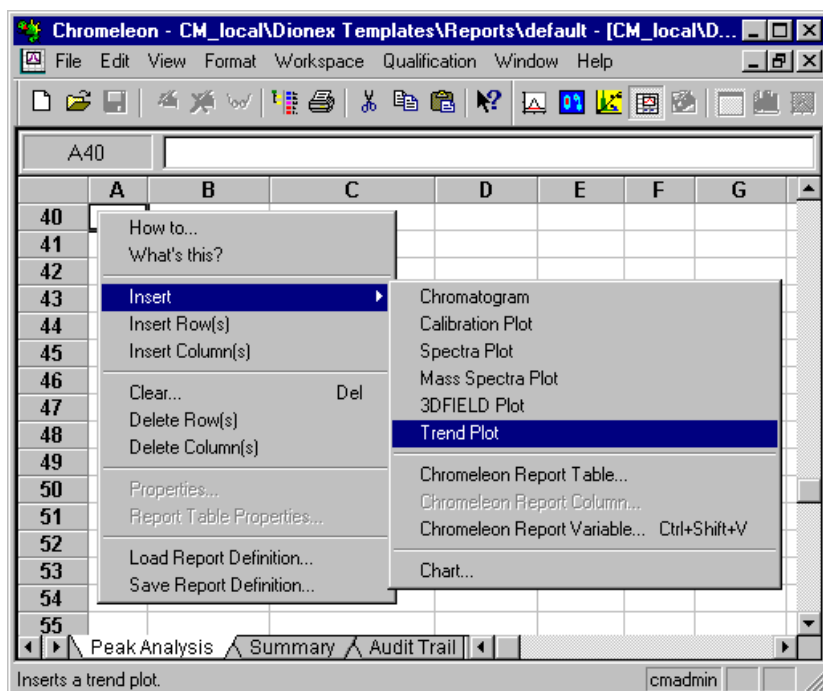 Chromeleon - CM_local\Dionex Templates\Reports\default - [CM_local\D...
File Edit View Format Workspace Qualification Window Help
A40
A B C D E F G
40
41
42
43
44
45
46
47
48
49
50
51
52
53
54
55
How to...
What's this?
Insert
Insert Row(s)
Insert Column(s)
Clear... Del
Delete Row(s)
Delete Column(s)
Properties...
Report Table Properties...
Load Report Definition...
Save Report Definition...
Chromatogram
Calibration Plot
Spectra Plot
Mass Spectra Plot
3DFIELD Plot
Trend Plot
Chromeleon Report Table...
Chromeleon Report Column...
Chromeleon Report Variable... Ctrl+Shift+V
Chart...
Peak Analysis Summary Audit Trail
Inserts a trend plot. cmadmin